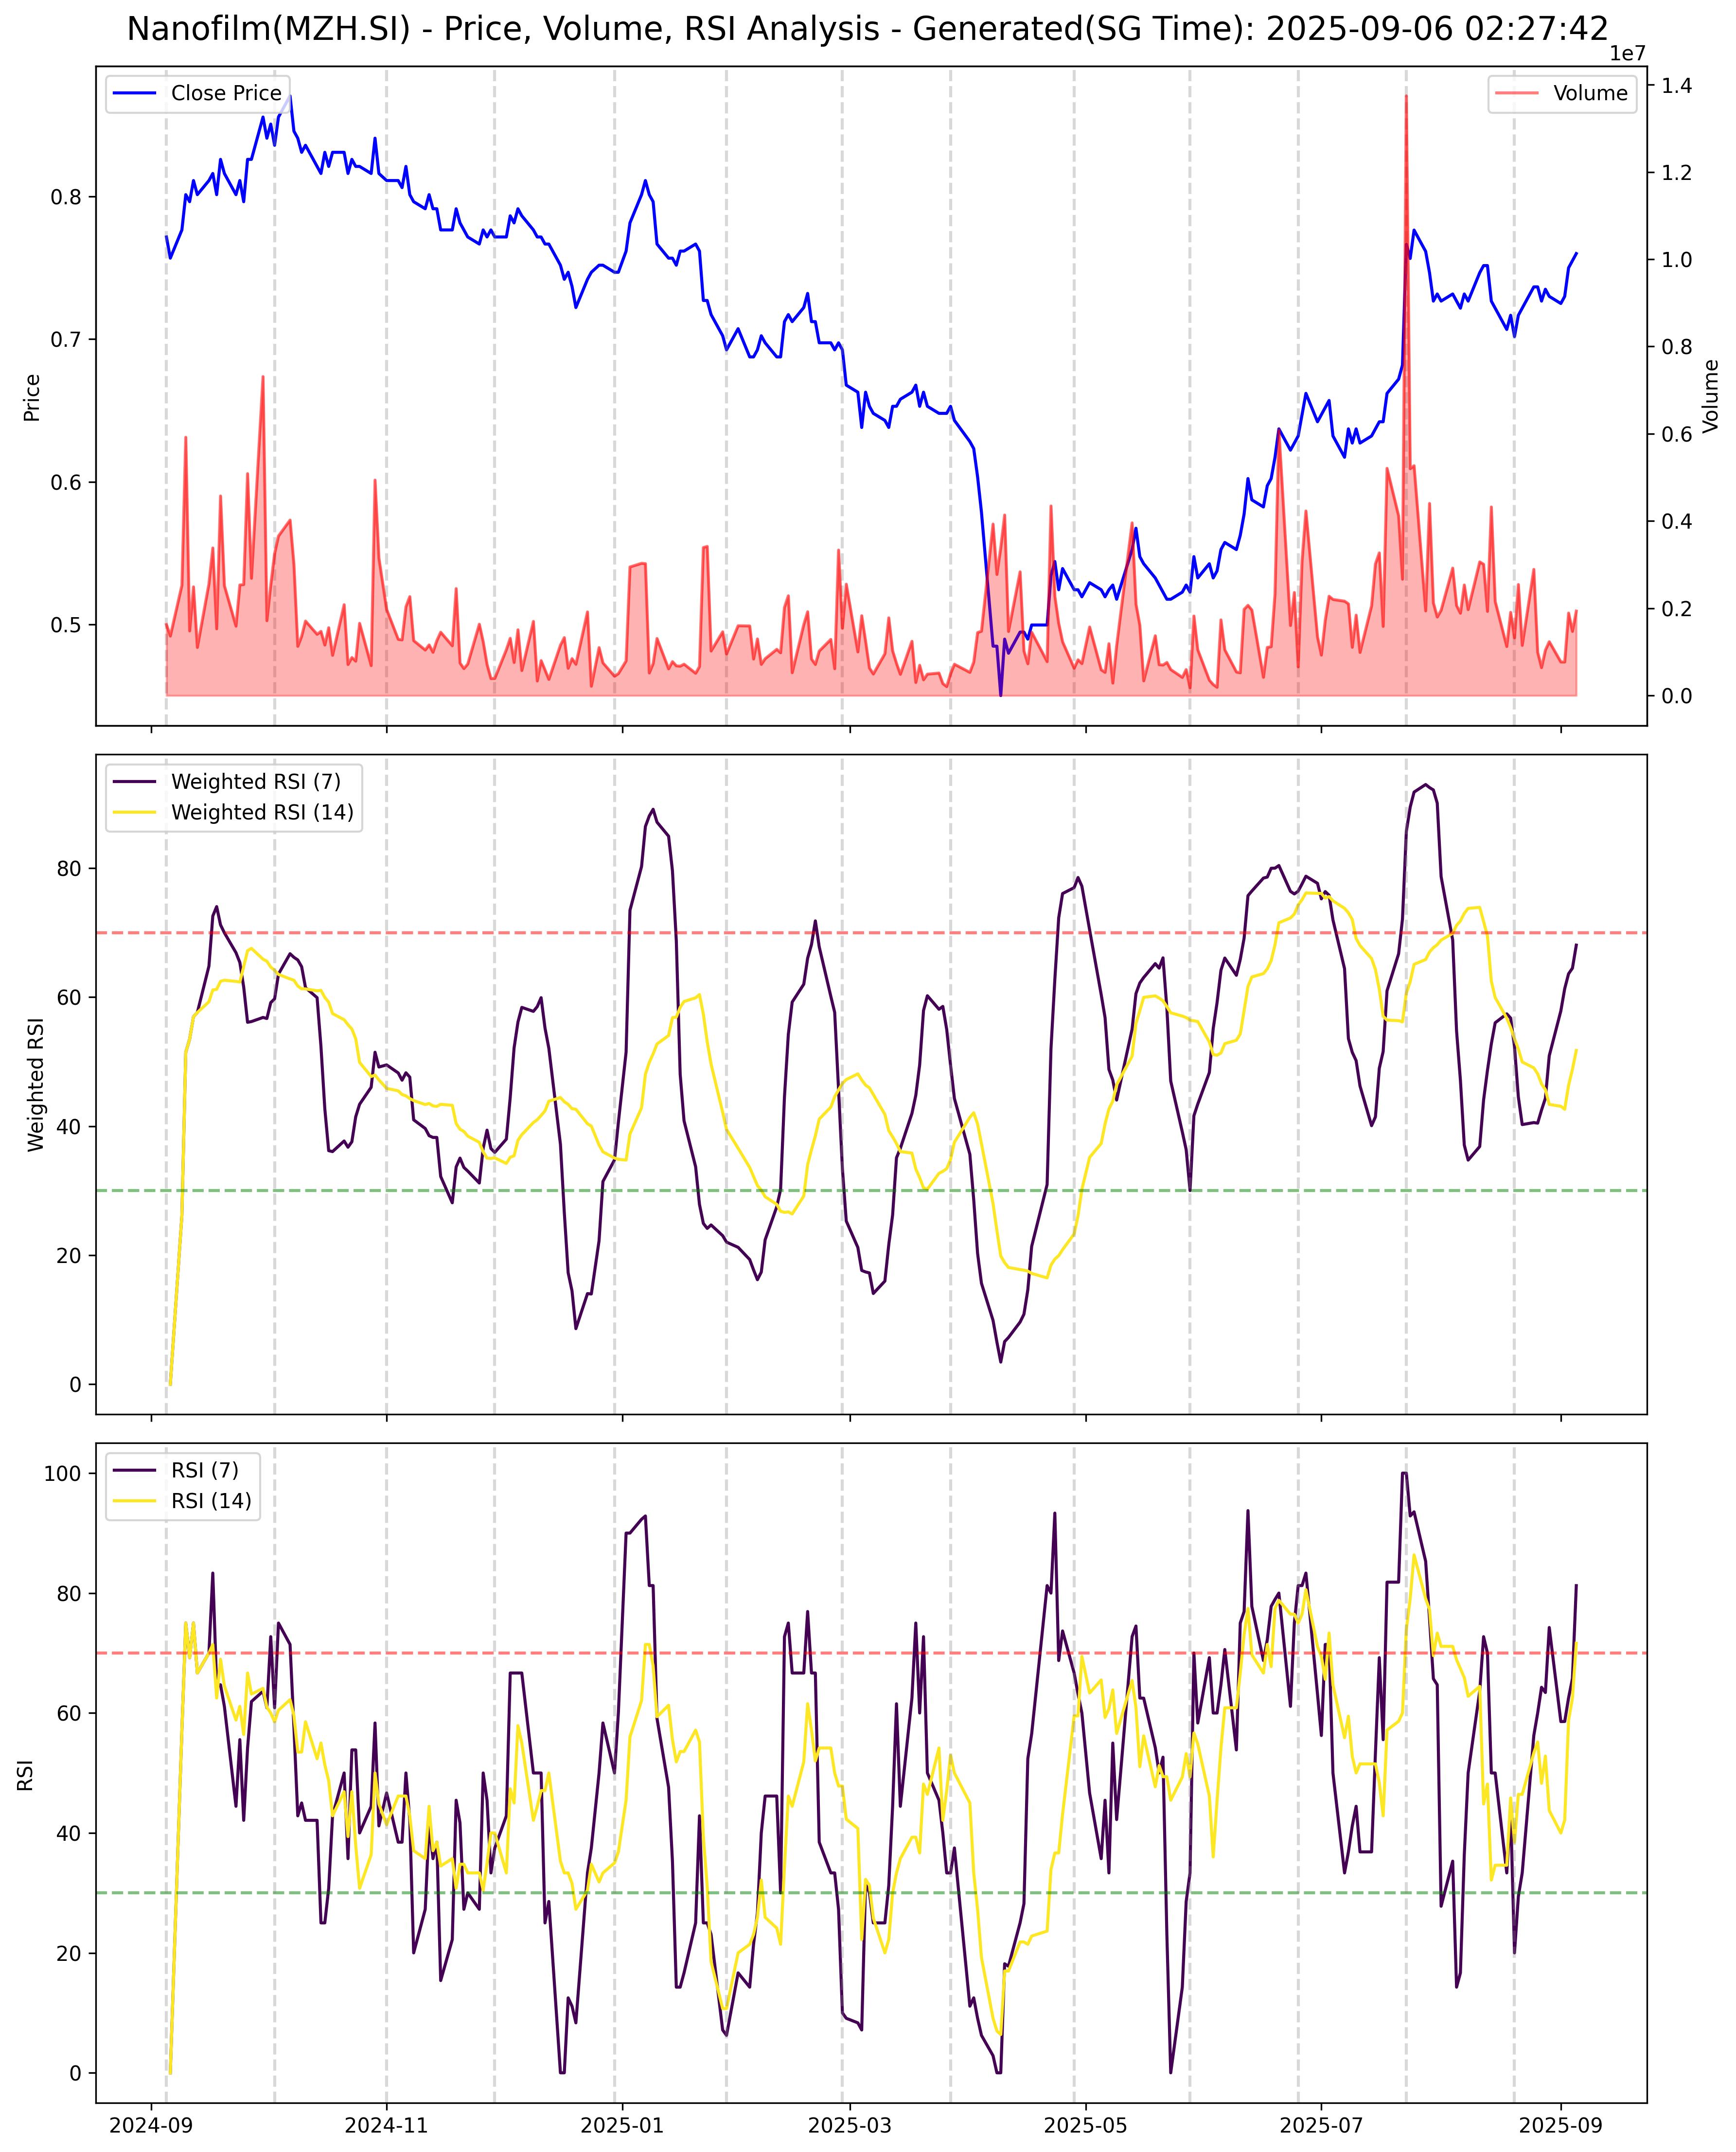 Nanofilm(MZH.SI) - Price, Volume, RSI Analysis - Generated(SG Time): 2025-09-06 02:27:42
1e7
Close Price
Volume
1.4
1.2
1.0
0.8
0.6
0.4
0.2
0.0
0.8
0.7
0.6
0.5
Price
Volume
Weighted RSI (7)
Weighted RSI (14)
80
60
40
20
0
Weighted RSI
RSI (7)
RSI (14)
100
80
60
40
20
0
RSI
2024-09
2024-11
2025-01
2025-03
2025-05
2025-07
2025-09